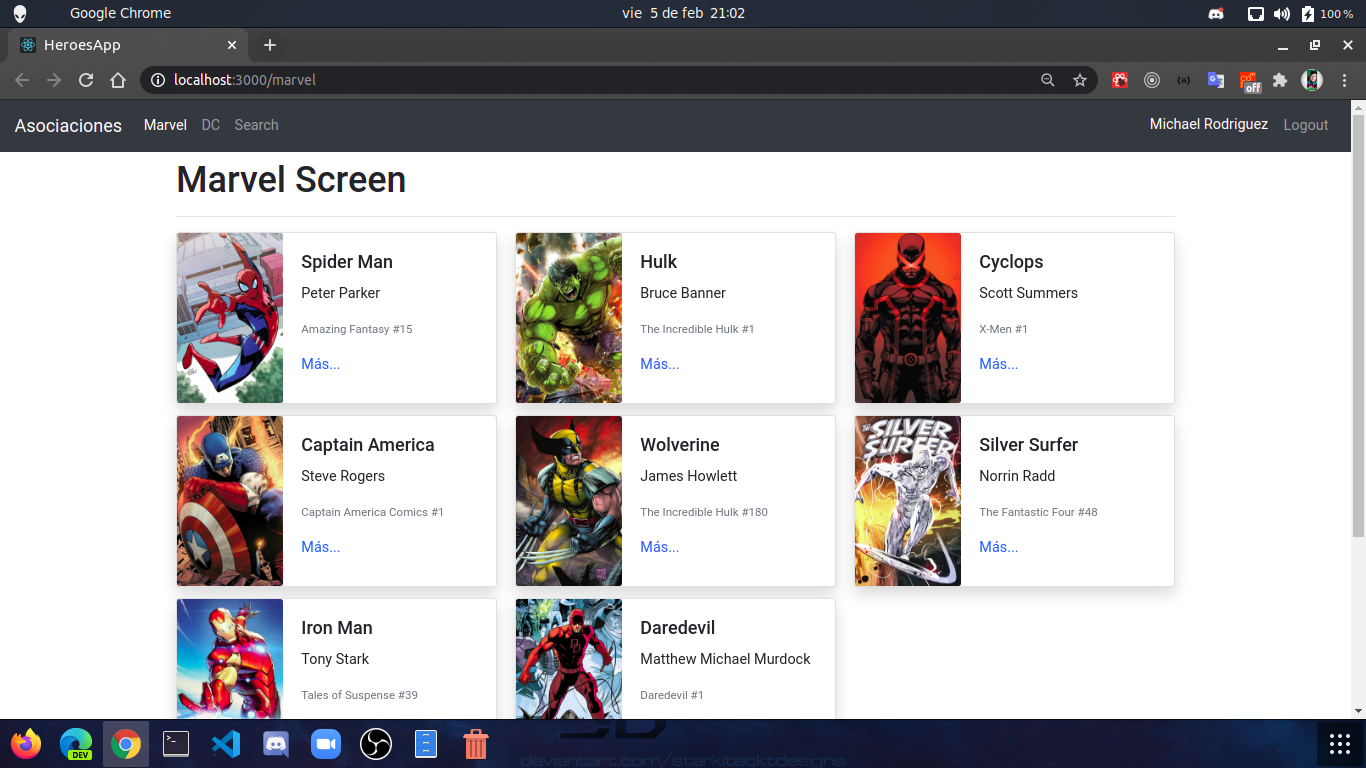 Google Chrome
vie 5 de feb 21:02
100 %
HeroesApp
localhost:3000/marvel
off
Asociaciones Marvel DC Search
Michael Rodriguez Logout
Marvel Screen
Spider Man
Peter Parker
Amazing Fantasy #15
Más...
Hulk
Bruce Banner
The Incredible Hulk #1
Más...
Cyclops
Scott Summers
X-Men #1
Más...
Captain America
Steve Rogers
Captain America Comics #1
Más...
Wolverine
James Howlett
The Incredible Hulk #180
Más...
THE SILVER
SURFER
Silver Surfer
Norrin Radd
The Fantastic Four #48
Más...
Iron Man
Tony Stark
Tales of Suspense #39
Daredevil
Matthew Michael Murdock
Daredevil #1
DEV
deviantart.com/starkitecktdesigns